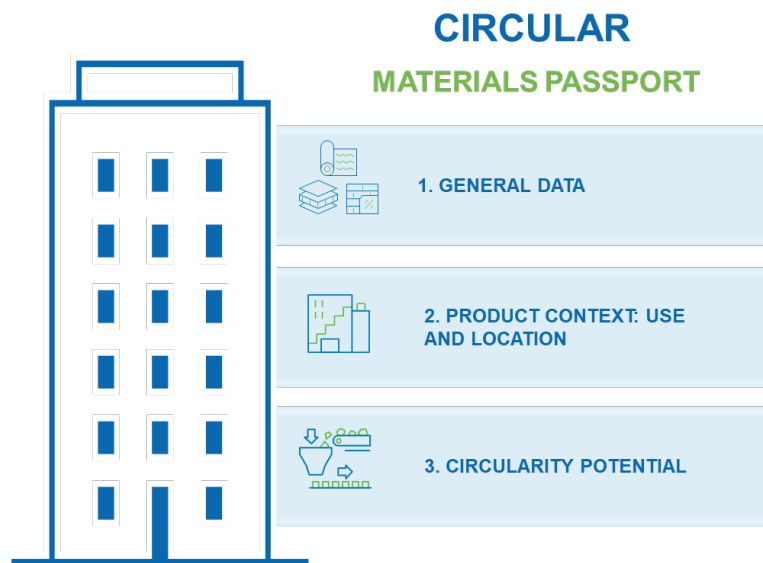 CIRCULAR
MATERIALS PASSPORT
1. GENERAL DATA
2. PRODUCT CONTEXT: USE
AND LOCATION
3. CIRCULARITY POTENTIAL